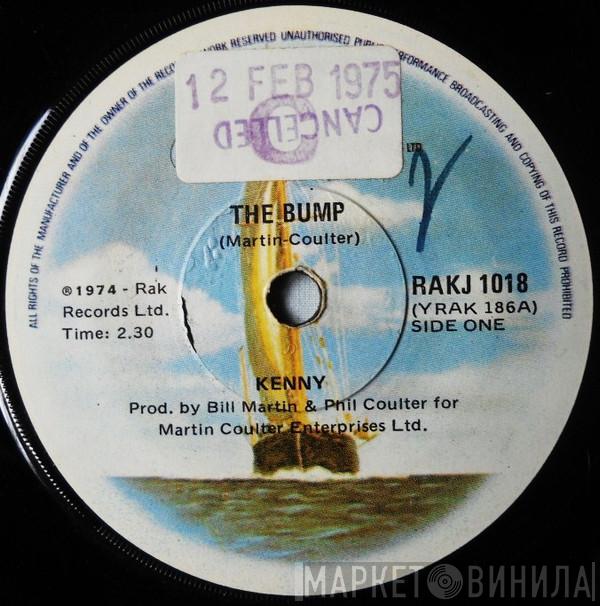 ALL RIGHTS OF THE MANUFACTURER AND OF THE OWNER OF THE RECORDED WORK RESERVED UNAUTHORISED PUBLIC PERFORMANCE BROADCASTING AND COPYING OF THIS RECORD PROHIBITED
12 FEB 1975
CANCELLED
LTD.
THE BUMP
(Martin-Coulter)
℗1974 - Rak
Records Ltd.
Time: 2.30
RAKJ 1018
(YRAK 186A)
SIDE ONE
KENNY
Prod. by Bill Martin & Phil Coulter for
Martin Coulter Enterprises Ltd.
МАРКЕТ ВИНИЛА